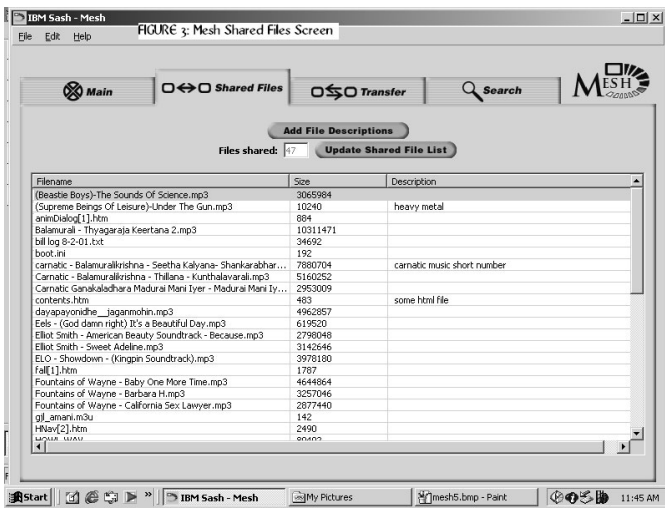 IBM Sash - Mesh
FIGURE 3: Mesh Shared Files Screen
File Edit Help
Main Shared Files Transfer Search MESH
Add File Descriptions
Files shared: 47 Update Shared File List
Filename Size Description
(Beastie Boys)-The Sounds Of Science.mp3 3065984
(Supreme Beings Of Leisure)-Under The Gun.mp3 10240 heavy metal
animDialog[1].htm 884
Balamurali - Thyagaraja Keertana 2.mp3 10311471
bill log 8-2-01.txt 34692
boot.ini 192
carnatic - Balamuralikrishna - Seetha Kalyana- Shankarabhar... 7880704 carnatic music short number
Carnatic - Balamuralikrishna - Thillana - Kunthalavarali.mp3 5160252
Carnatic Ganakaladhara Madurai Mani Iyer - Madurai Mani Iy... 2953009
contents.htm 483 some html file
dayapayonidhe__jaganmohin.mp3 4962857
Eels - (God damn right) It's a Beautiful Day.mp3 619520
Elliot Smith - American Beauty Soundtrack - Because.mp3 2798048
Elliot Smith - Sweet Adeline.mp3 3142646
ELO - Showdown - (Kingpin Soundtrack).mp3 3978180
fall[1].htm 1787
Fountains of Wayne - Baby One More Time.mp3 4644864
Fountains of Wayne - Barbara H.mp3 3257046
Fountains of Wayne - California Sex Lawyer.mp3 2877440
gjl_amani.m3u 142
HNav[2].htm 2490
HOWL.WAV 80402
Start IBM Sash - Mesh My Pictures mesh5.bmp - Paint 11:45 AM